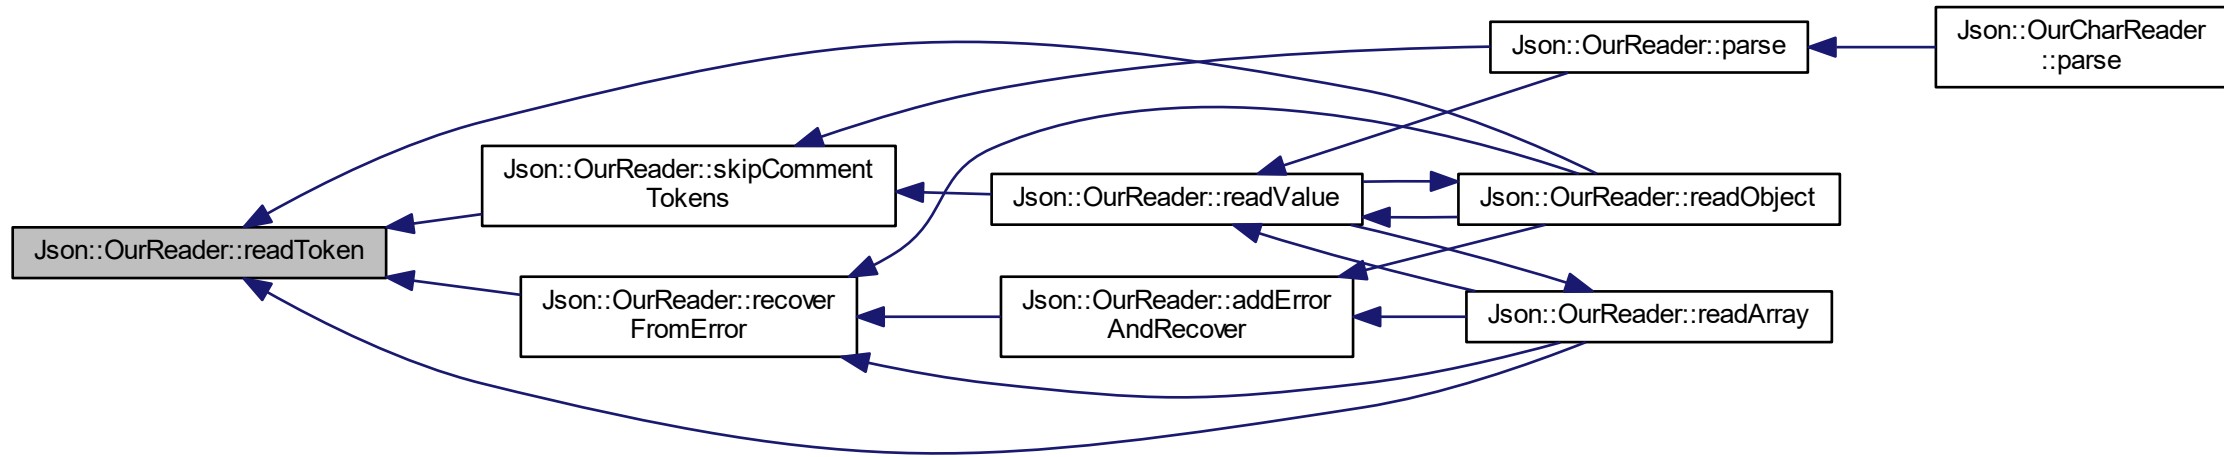 Json::OurReader::readToken
Json::OurReader::skipComment
Tokens
Json::OurReader::recover
FromError
Json::OurReader::readValue
Json::OurReader::addError
AndRecover
Json::OurReader::parse
Json::OurReader::readObject
Json::OurReader::readArray
Json::OurCharReader
::parse